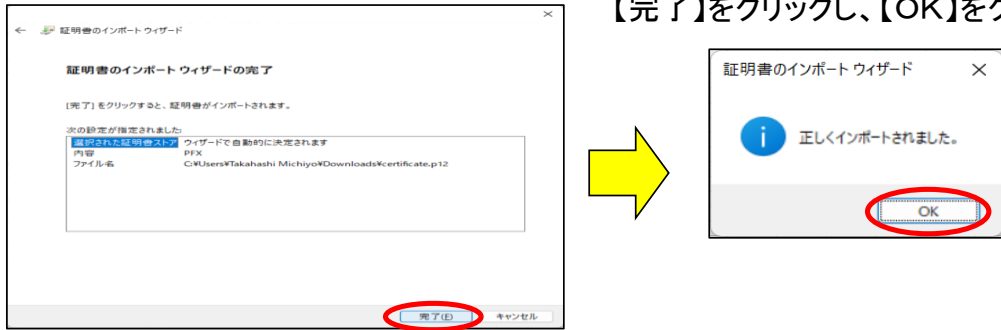 【完了】をクリックし、【OK】を
← 証明書のインポート ウィザード ×
証明書のインポート ウィザードの完了
[完了] をクリックすると、証明書がインポートされます。
次の設定が指定されました:
選択された証明書ストア ウィザードで自動的に決定されます
内容 PFX
ファイル名 C:¥Users¥Takahashi Michiyo¥Downloads¥certificate.p12
完了(F) キャンセル
証明書のインポート ウィザード ×
正しくインポートされました。
OK